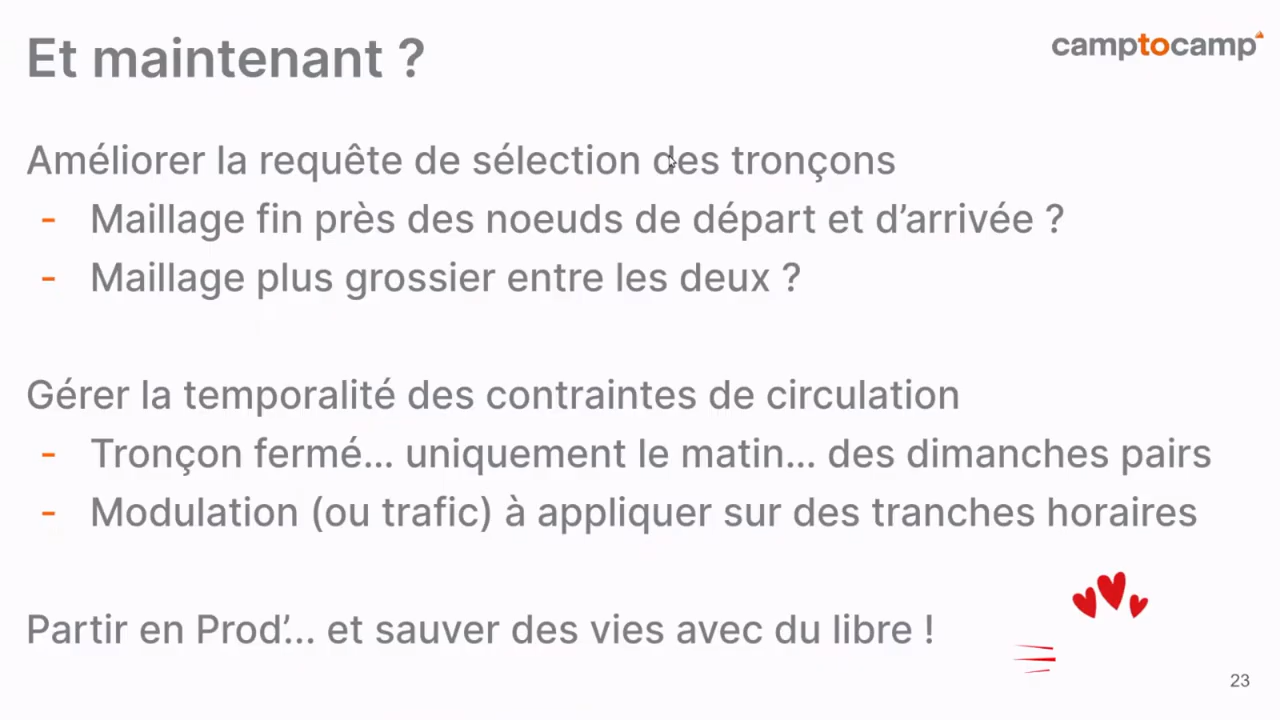 Et maintenant ?
camptocamp
Améliorer la requête de sélection des tronçons
- Maillage fin près des noeuds de départ et d’arrivée ?
- Maillage plus grossier entre les deux ?
Gérer la temporalité des contraintes de circulation
- Tronçon fermé... uniquement le matin... des dimanches pairs
- Modulation (ou trafic) à appliquer sur des tranches horaires
Partir en Prod’... et sauver des vies avec du libre !
23